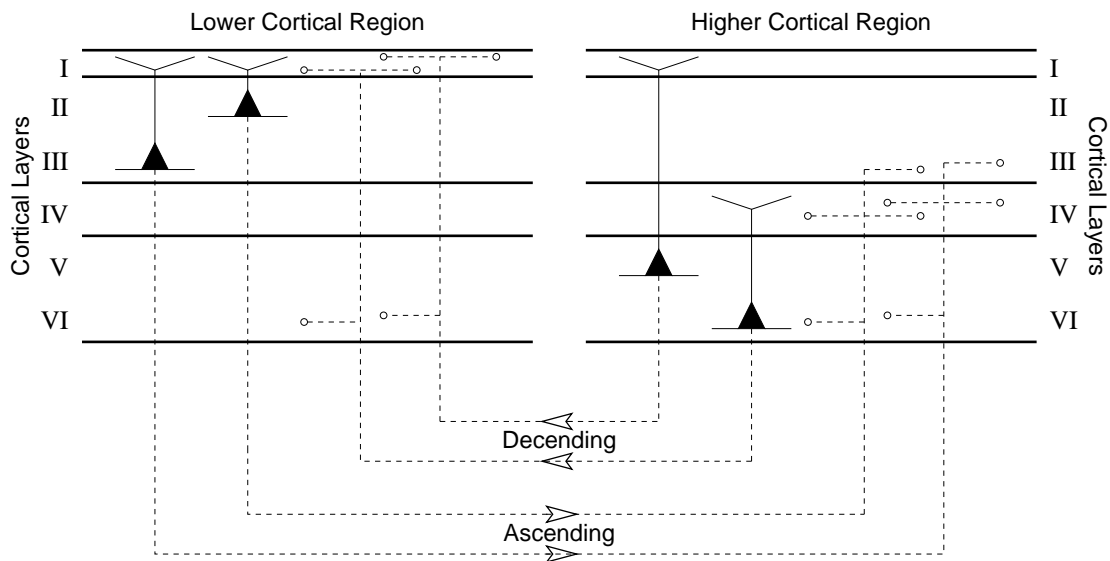 Lower Cortical Region
Higher Cortical Region
Cortical Layers
I
II
III
IV
V
VI
I
II
III
IV
V
VI
Cortical Layers
Decending
Ascending